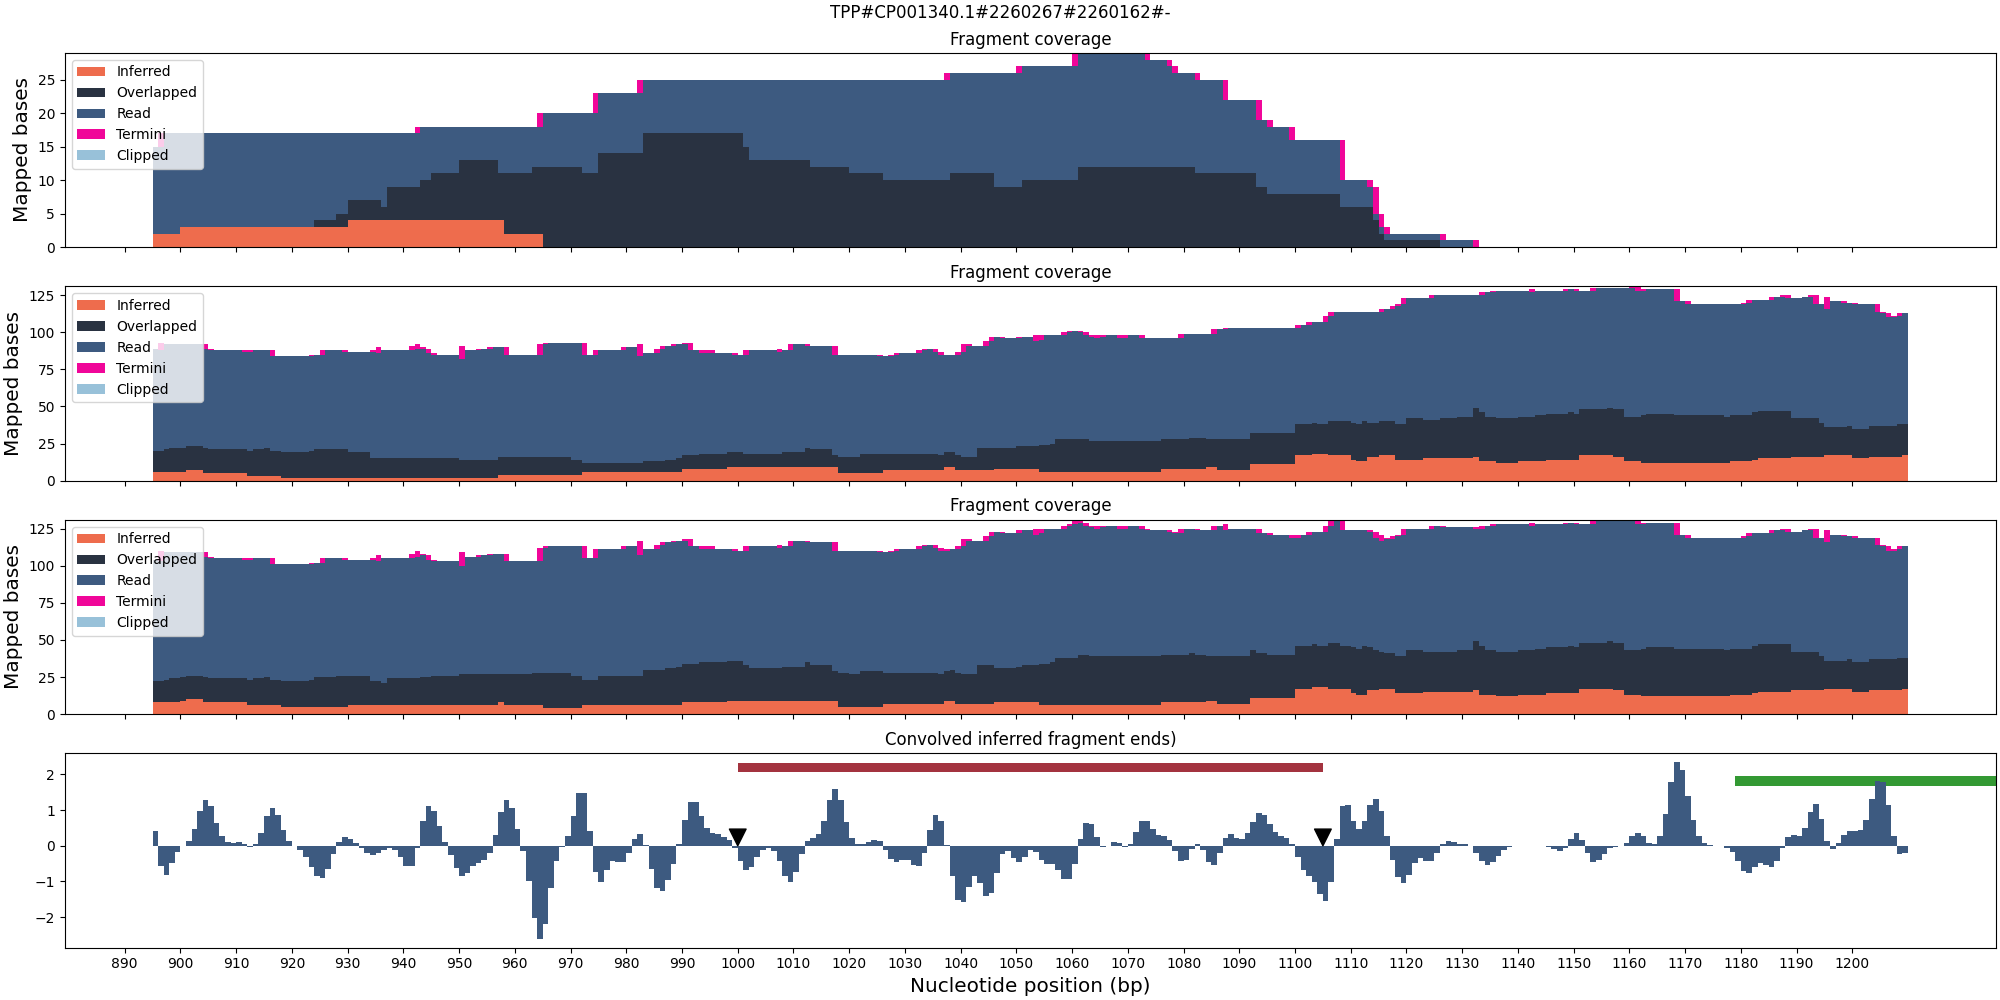 TPP#CP001340.1#2260267#2260162#-
Fragment coverage
Mapped bases
25
20
15
10
5
0
Inferred
Overlapped
Read
Termini
Clipped
Fragment coverage
Mapped bases
125
100
75
50
25
0
Inferred
Overlapped
Read
Termini
Clipped
Fragment coverage
Mapped bases
125
100
75
50
25
0
Inferred
Overlapped
Read
Termini
Clipped
Convolved inferred fragment ends)
2
1
0
−1
−2
890 900 910 920 930 940 950 960 970 980 990 1000 1010 1020 1030 1040 1050 1060 1070 1080 1090 1100 1110 1120 1130 1140 1150 1160 1170 1180 1190 1200
Nucleotide position (bp)